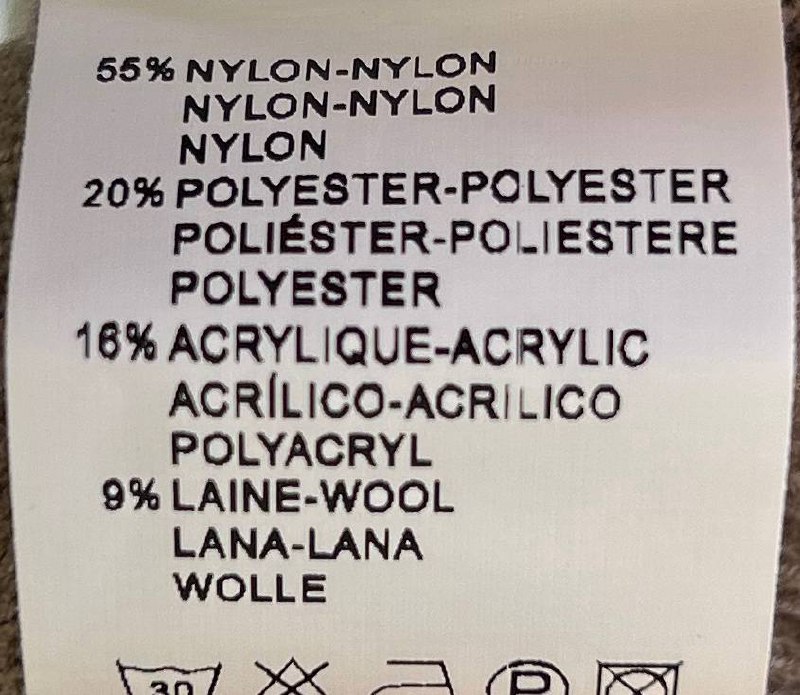 55% NYLON-NYLON
NYLON-NYLON
NYLON
20% POLYESTER-POLYESTER
POLIÉSTER-POLIESTERE
POLYESTER
16% ACRYLIQUE-ACRYLIC
ACRÍLICO-ACRILICO
POLYACRYL
9% LAINE-WOOL
LANA-LANA
WOLLE
30 P